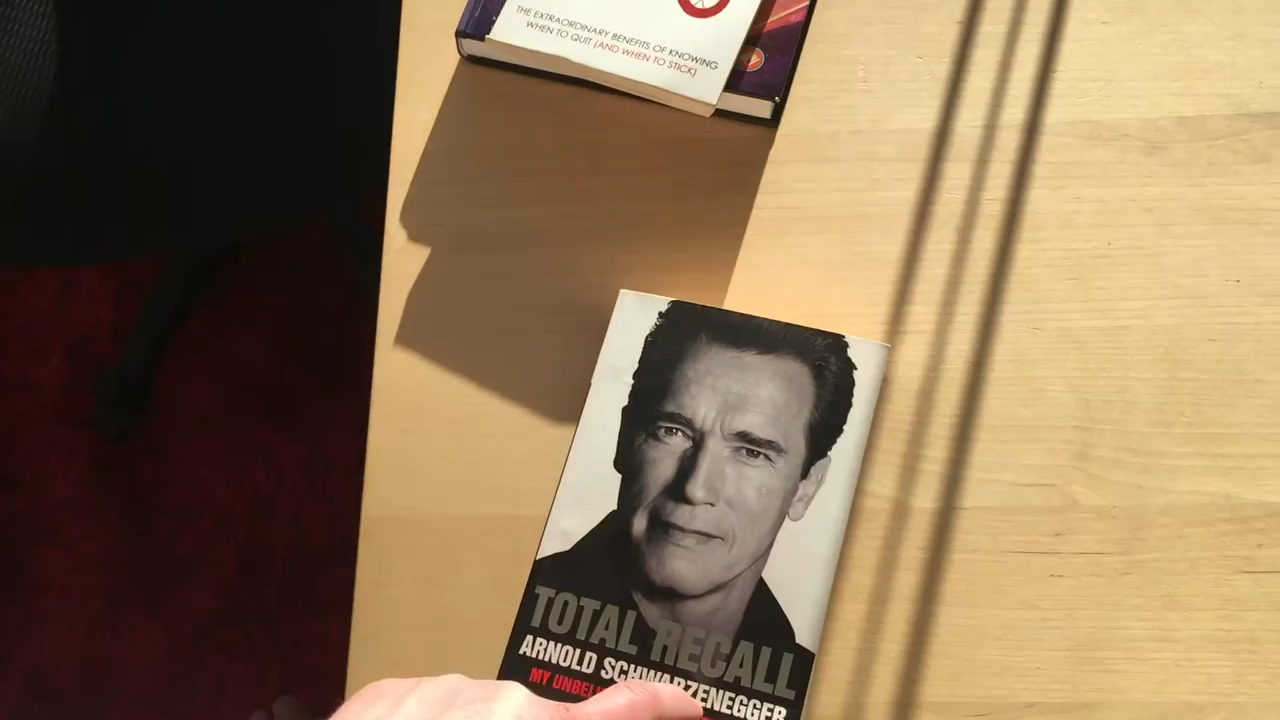 THE EXTRAORDINARY BENEFITS OF KNOWING
WHEN TO QUIT (AND WHEN TO STICK)
TOTAL RECALL
ARNOLD SCHWARZENEGGER
MY